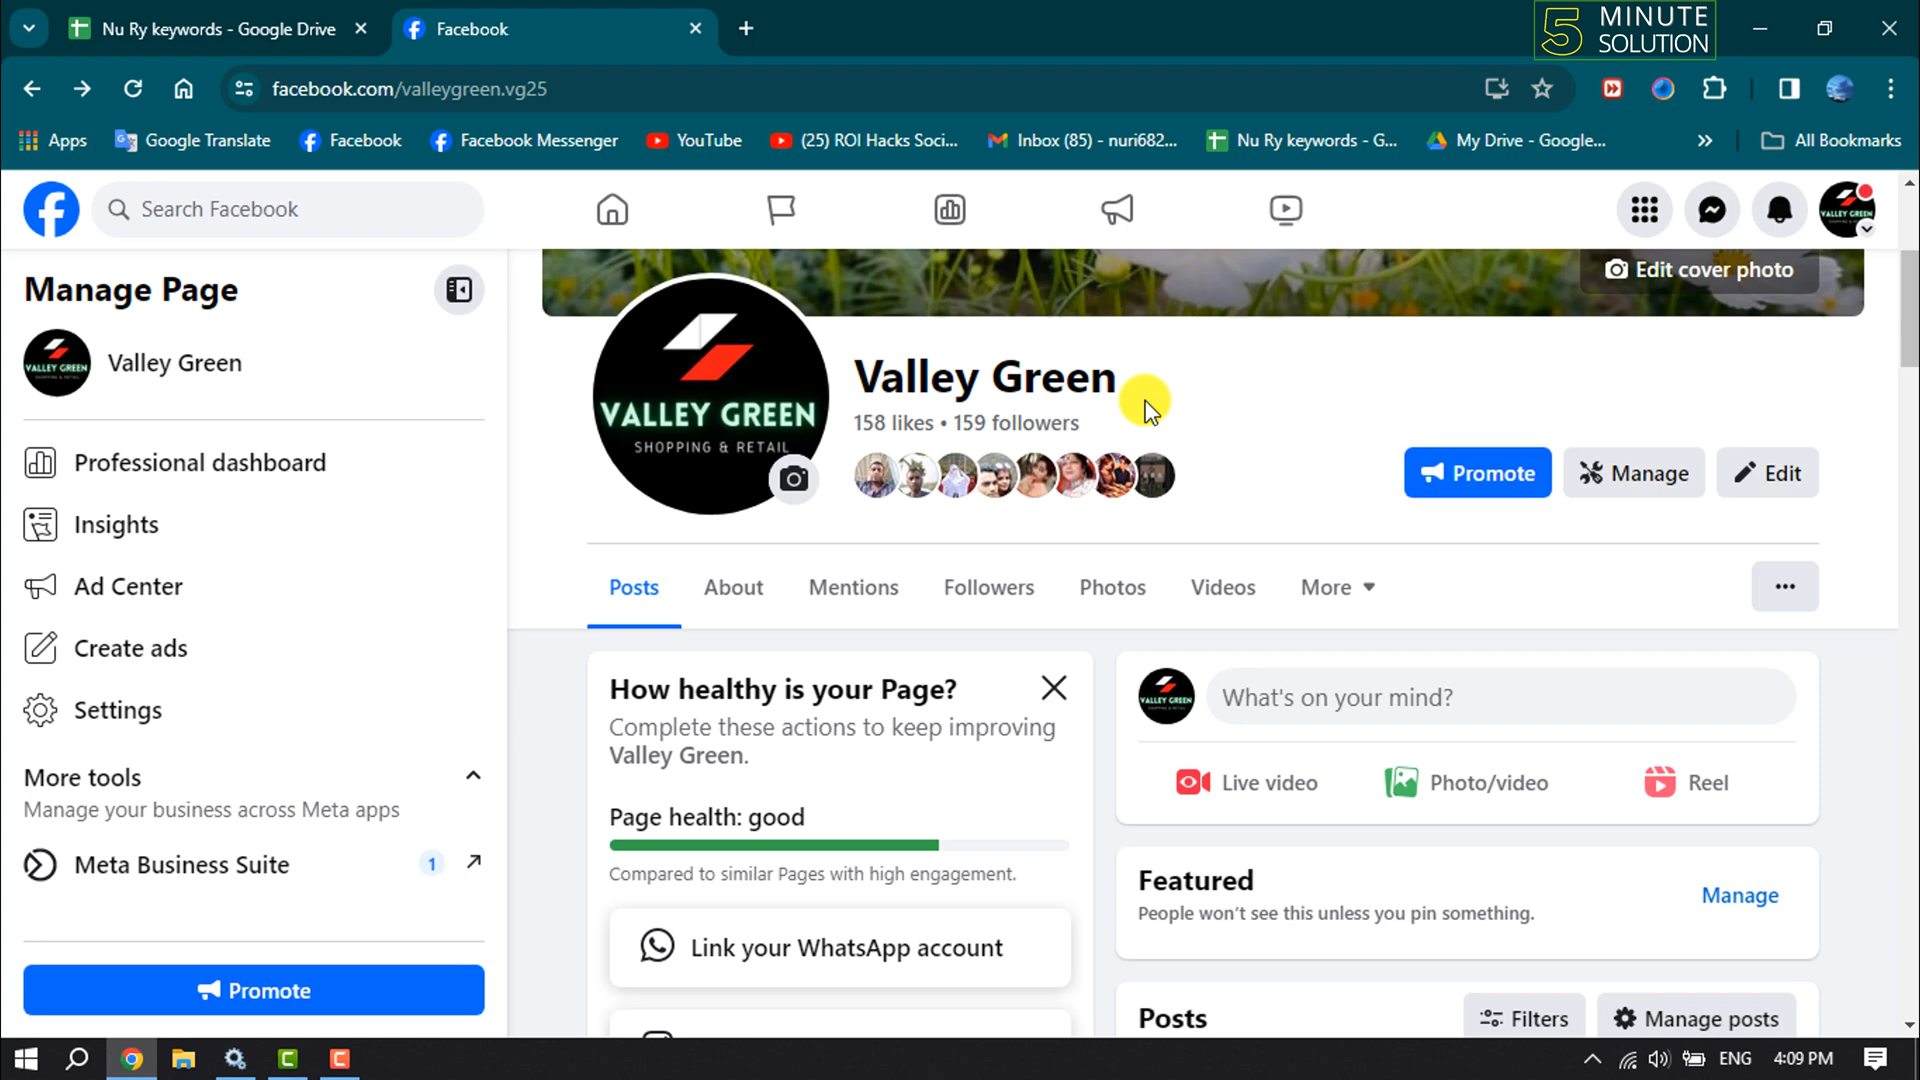 Nu Ry keywords - Google Drive
Facebook
5 MINUTE SOLUTION
facebook.com/valleygreen.vg25
Apps
Google Translate
Facebook
Facebook Messenger
YouTube
(25) ROI Hacks Soci...
Inbox (85) - nuri682...
Nu Ry keywords - G...
My Drive - Google...
All Bookmarks
Search Facebook
VALLEY GREEN
Manage Page
Valley Green
VALLEY GREEN
Professional dashboard
Insights
Ad Center
Create ads
Settings
More tools
Manage your business across Meta apps
Meta Business Suite 1
Promote
Edit cover photo
VALLEY GREEN
SHOPPING & RETAIL
Valley Green
158 likes • 159 followers
Promote
Manage
Edit
Posts
About
Mentions
Followers
Photos
Videos
More
How healthy is your Page?
Complete these actions to keep improving
Valley Green.
Page health: good
Compared to similar Pages with high engagement.
Link your WhatsApp account
VALLEY GREEN
What's on your mind?
Live video
Photo/video
Reel
Featured
People won't see this unless you pin something.
Manage
Posts
Filters
Manage posts
ENG
4:09 PM